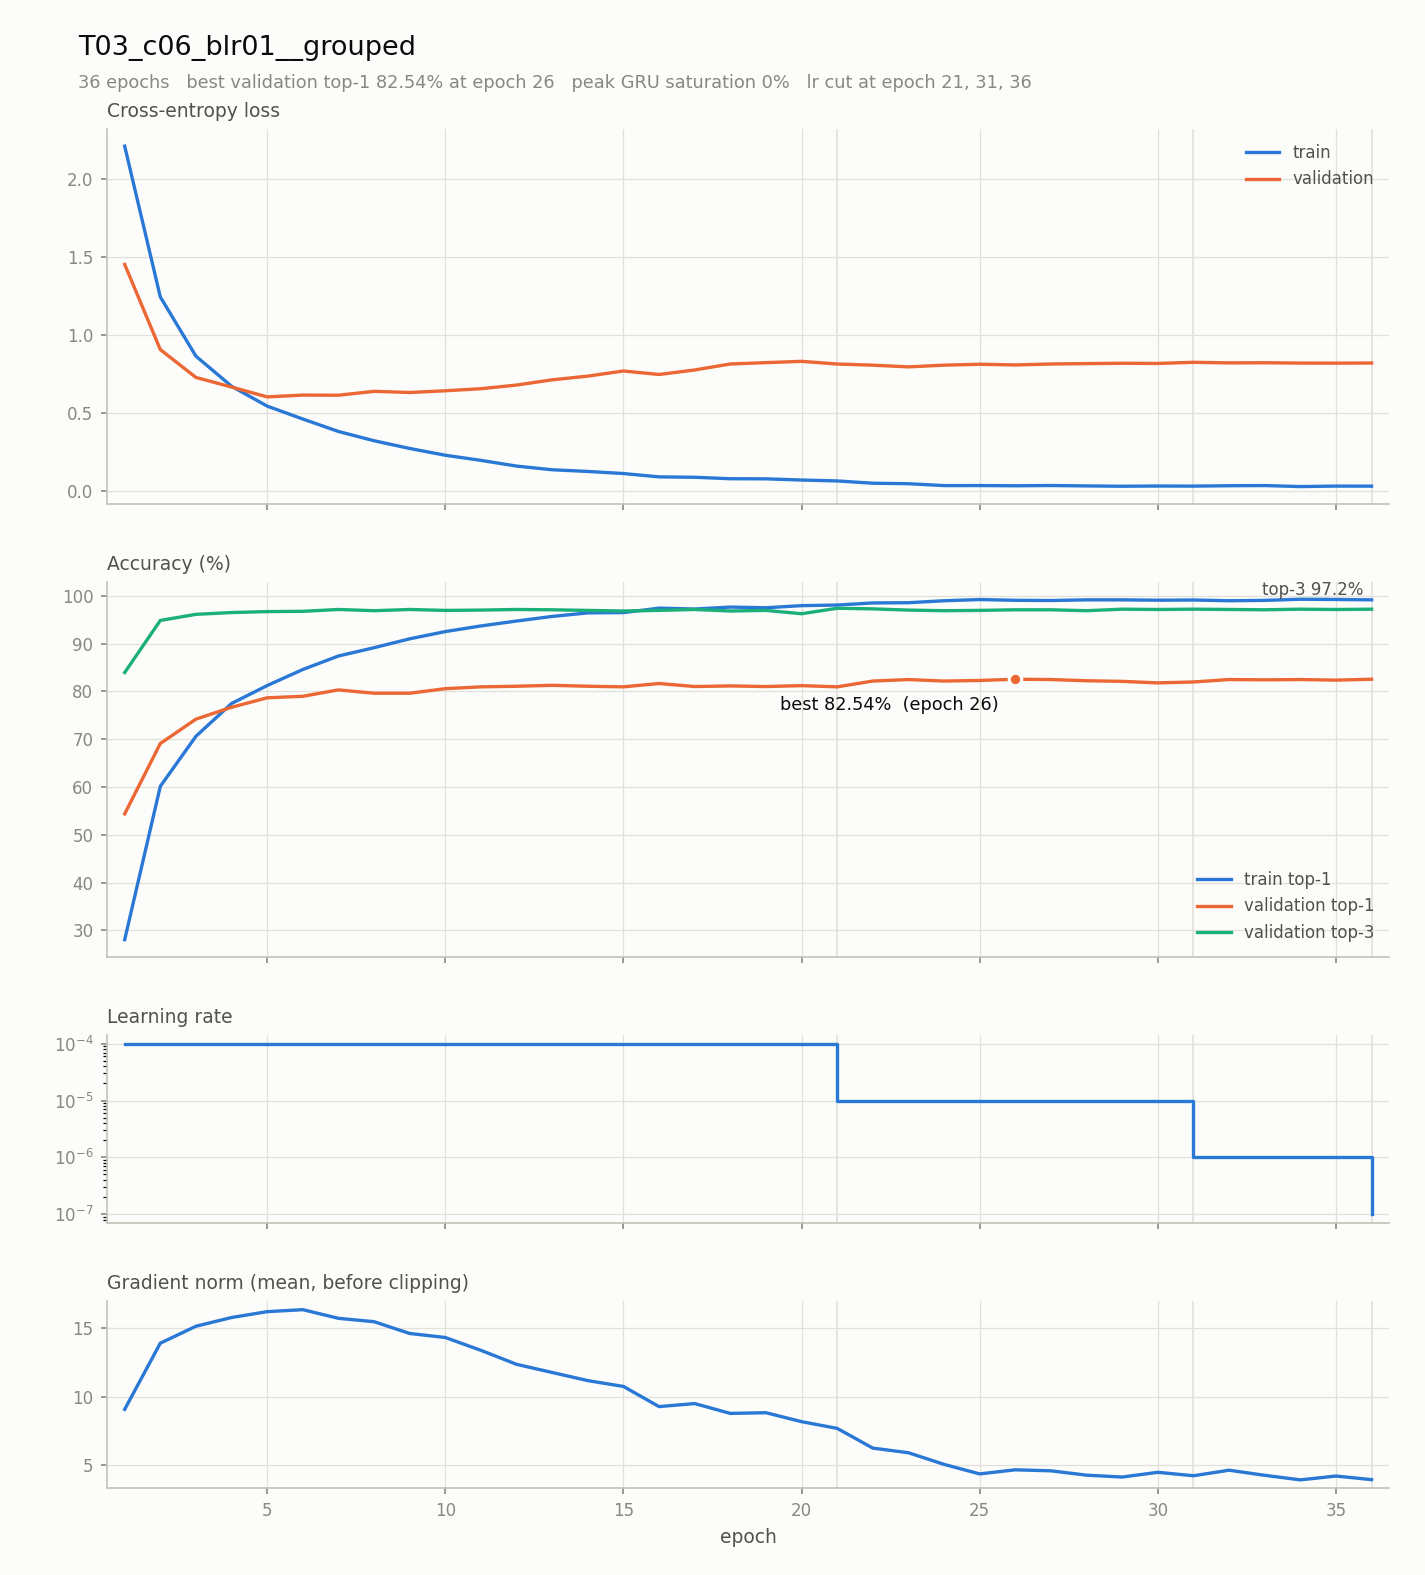 T03_c06_blr01__grouped
36 epochs   best validation top-1 82.54% at epoch 26   peak GRU saturation 0%   lr cut at epoch 21, 31, 36
Cross-entropy loss
train
validation
2.0
1.5
1.0
0.5
0.0
Accuracy (%)
top-3 97.2%
100
90
80
70
60
50
40
30
best 82.54%  (epoch 26)
train top-1
validation top-1
validation top-3
Learning rate
10⁻⁴
10⁻⁵
10⁻⁶
10⁻⁷
Gradient norm (mean, before clipping)
15
10
5
5 10 15 20 25 30 35
epoch